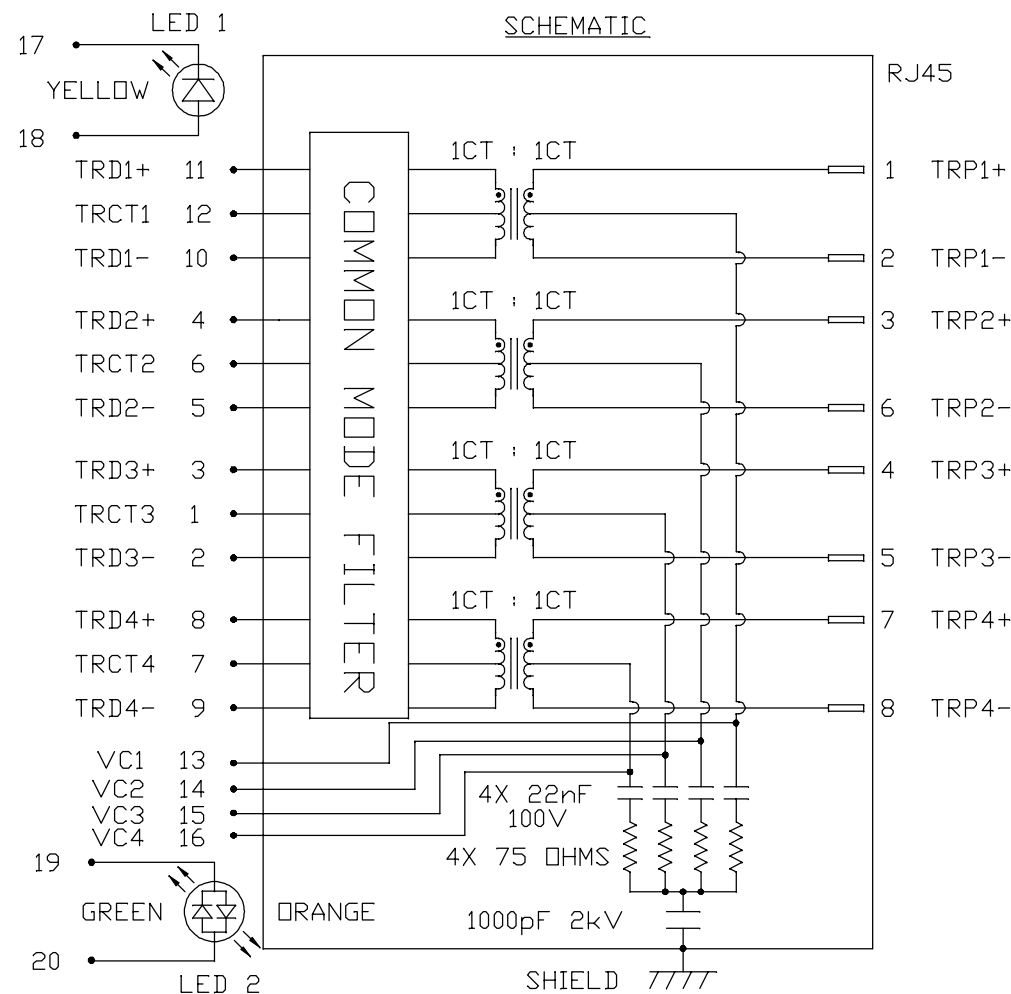 SCHEMATIC
LED 1
17
YELLOW
18
RJ45
COMMON MODE FILTER
1CT : 1CT
TRD1+ 11
1 TRP1+
TRCT1 12
TRD1- 10
2 TRP1-
1CT : 1CT
TRD2+ 4
3 TRP2+
TRCT2 6
TRD2- 5
6 TRP2-
1CT : 1CT
TRD3+ 3
4 TRP3+
TRCT3 1
TRD3- 2
5 TRP3-
1CT : 1CT
TRD4+ 8
7 TRP4+
TRCT4 7
TRD4- 9
8 TRP4-
VC1 13
VC2 14
VC3 15
VC4 16
4X 22nF
100V
4X 75 OHMS
1000pF 2kV
19
GREEN
ORANGE
20
LED 2
SHIELD